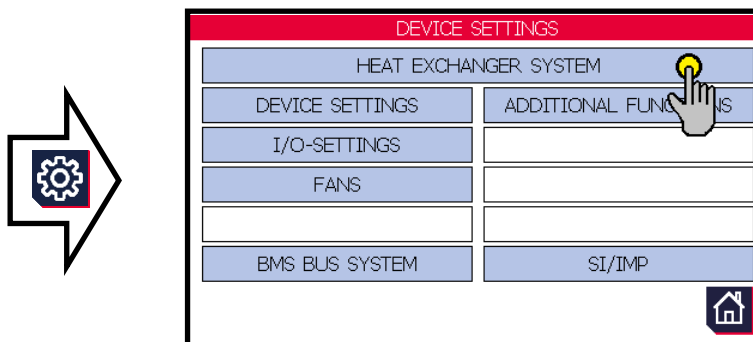 DEVICE SETTINGS
HEAT EXCHANGER SYSTEM
DEVICE SETTINGS
ADDITIONAL
I/O-SETTINGS
FANS
BMS BUS SYSTEM
SI/IMP